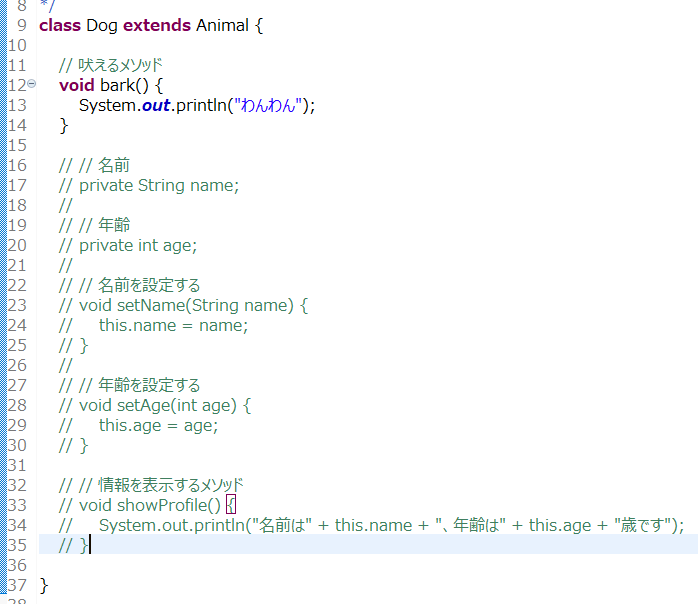 8 */
9 class Dog extends Animal {
10
11 // 吠えるメソッド
12 void bark() {
13 System.out.println("わんわん");
14 }
15
16 // // 名前
17 // private String name;
18 //
19 // // 年齢
20 // private int age;
21 //
22 // // 名前を設定する
23 // void setName(String name) {
24 // this.name = name;
25 // }
26 //
27 // // 年齢を設定する
28 // void setAge(int age) {
29 // this.age = age;
30 // }
31
32 // // 情報を表示するメソッド
33 // void showProfile() {
34 // System.out.println("名前は" + this.name + "、年齢は" + this.age + "歳です");
35 // }
36
37 }
38